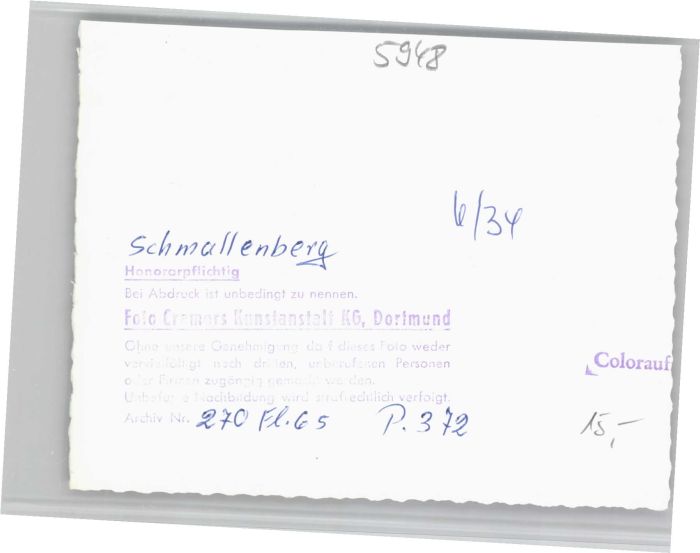 5948
6/34
Schmallenberg
Honorarpflichtig
Bei Abdruck ist unbedingt zu nennen.
Foto Cremers Kunstanstalt KG, Dortmund
Ohne unsere Genehmigung darf dieses Foto weder
vervielfältigt noch dritten, unberufenen Personen
oder Firmen zugängig gemacht werden.
Unbefugte Nachbildung wird strafrechtlich verfolgt.
Archiv Nr. 270 Fl. G5 P. 372
Colorauf
15,-